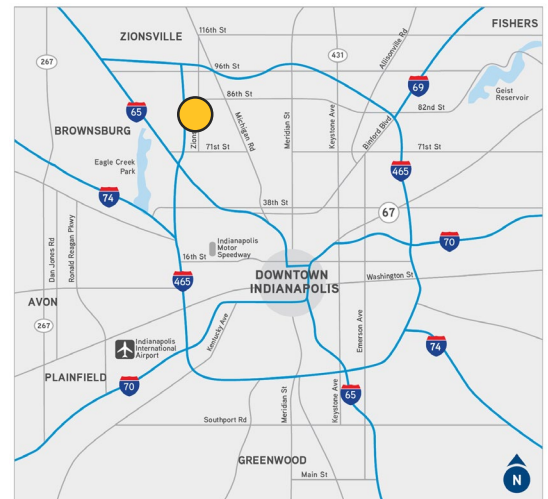 116th St
FISHERS
ZIONSVILLE
267
96th St
431
Allisonville Rd
69
86th St
Geist
Reservoir
65
82nd St
Michigan Rd
Meridian St
Keystone Ave
Binford Blvd
BROWNSBURG
71st St
71st St
Eagle Creek
Park
465
74
38th St
67
Dan Jones Rd
Ronald Reagan Pkwy
Indianapolis
Motor
Speedway
70
16th St
DOWNTOWN
INDIANAPOLIS
Washington St
465
AVON
267
Kentucky Ave
Emerson Ave
Indianapolis
International
Airport
74
PLAINFIELD
70
Meridian St
Keystone Ave
65
Southport Rd
GREENWOOD
Main St
N